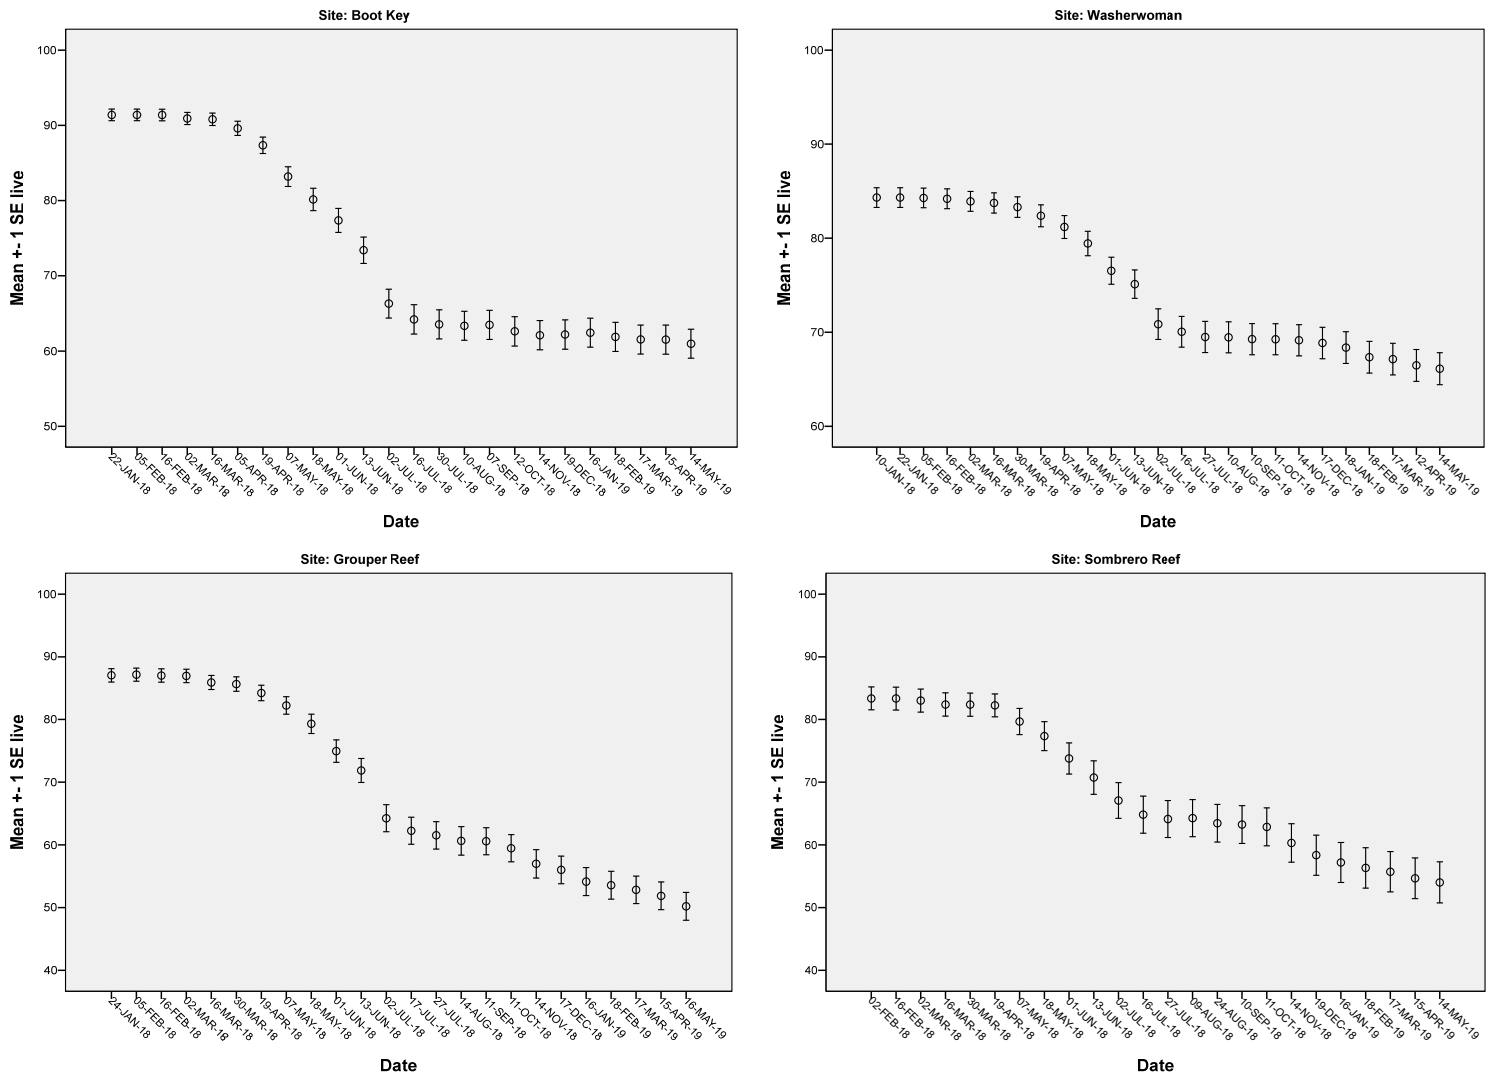 Site: Boot Key
Mean +- 1 SE live
100
90
80
70
60
50
22-JAN-18
05-FEB-18
16-FEB-18
02-MAR-18
16-MAR-18
05-APR-18
19-APR-18
07-MAY-18
18-MAY-18
01-JUN-18
13-JUN-18
02-JUL-18
16-JUL-18
30-JUL-18
10-AUG-18
07-SEP-18
12-OCT-18
14-NOV-18
19-DEC-18
16-JAN-19
18-FEB-19
17-MAR-19
15-APR-19
14-MAY-19
Date
Site: Washerwoman
Mean +- 1 SE live
100
90
80
70
60
10-JAN-18
22-JAN-18
05-FEB-18
16-FEB-18
02-MAR-18
16-MAR-18
30-MAR-18
19-APR-18
07-MAY-18
18-MAY-18
01-JUN-18
13-JUN-18
02-JUL-18
16-JUL-18
27-JUL-18
10-AUG-18
10-SEP-18
11-OCT-18
14-NOV-18
17-DEC-18
18-JAN-19
18-FEB-19
17-MAR-19
12-APR-19
14-MAY-19
Date
Site: Grouper Reef
Mean +- 1 SE live
100
90
80
70
60
50
40
24-JAN-18
05-FEB-18
16-FEB-18
02-MAR-18
16-MAR-18
30-MAR-18
19-APR-18
07-MAY-18
18-MAY-18
01-JUN-18
13-JUN-18
02-JUL-18
17-JUL-18
27-JUL-18
14-AUG-18
11-SEP-18
11-OCT-18
14-NOV-18
17-DEC-18
16-JAN-19
18-FEB-19
17-MAR-19
15-APR-19
16-MAY-19
Date
Site: Sombrero Reef
Mean +- 1 SE live
100
90
80
70
60
50
40
02-FEB-18
16-FEB-18
02-MAR-18
16-MAR-18
30-MAR-18
19-APR-18
07-MAY-18
18-MAY-18
01-JUN-18
13-JUN-18
02-JUL-18
16-JUL-18
27-JUL-18
09-AUG-18
24-AUG-18
10-SEP-18
11-OCT-18
14-NOV-18
19-DEC-18
16-JAN-19
18-FEB-19
17-MAR-19
15-APR-19
14-MAY-19
Date